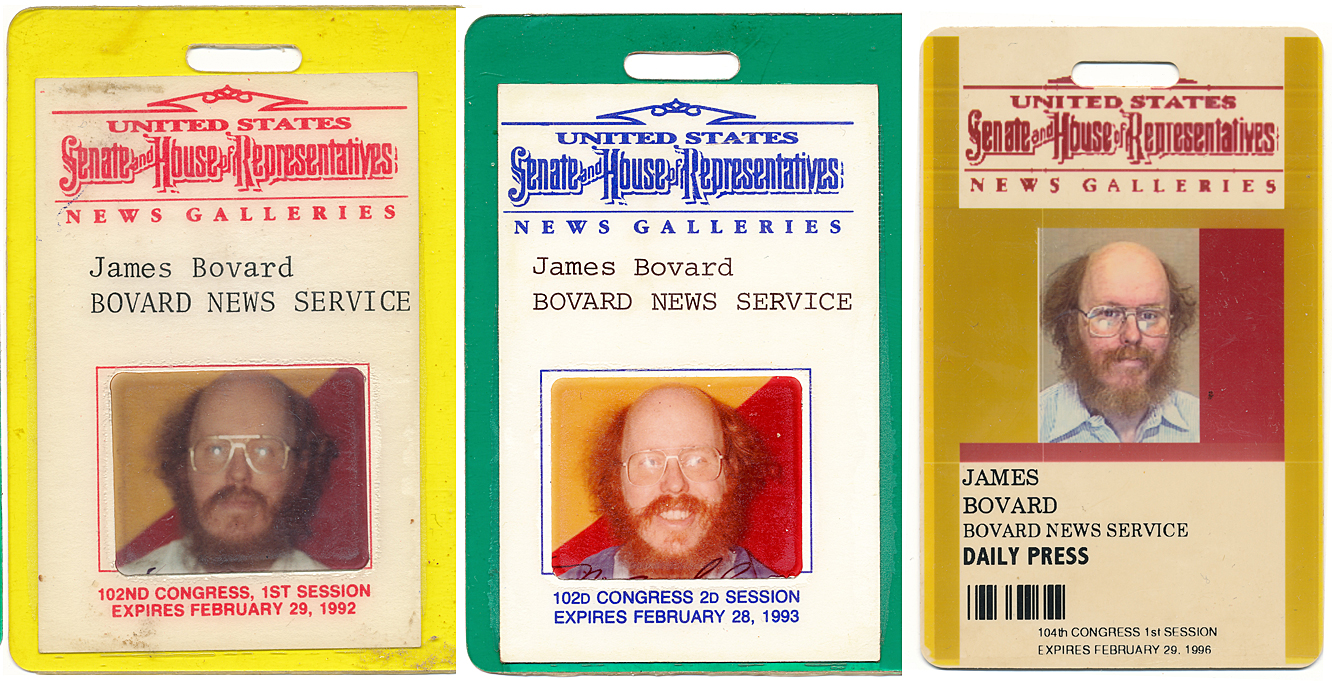 UNITED STATES
Senate and House of Representatives
NEWS GALLERIES
James Bovard
BOVARD NEWS SERVICE
102ND CONGRESS, 1ST SESSION
EXPIRES FEBRUARY 29, 1992
UNITED STATES
Senate and House of Representatives
NEWS GALLERIES
James Bovard
BOVARD NEWS SERVICE
102D CONGRESS 2D SESSION
EXPIRES FEBRUARY 28, 1993
UNITED STATES
Senate and House of Representatives
NEWS GALLERIES
JAMES
BOVARD
BOVARD NEWS SERVICE
DAILY PRESS
104th CONGRESS 1st SESSION
EXPIRES FEBRUARY 29. 1996